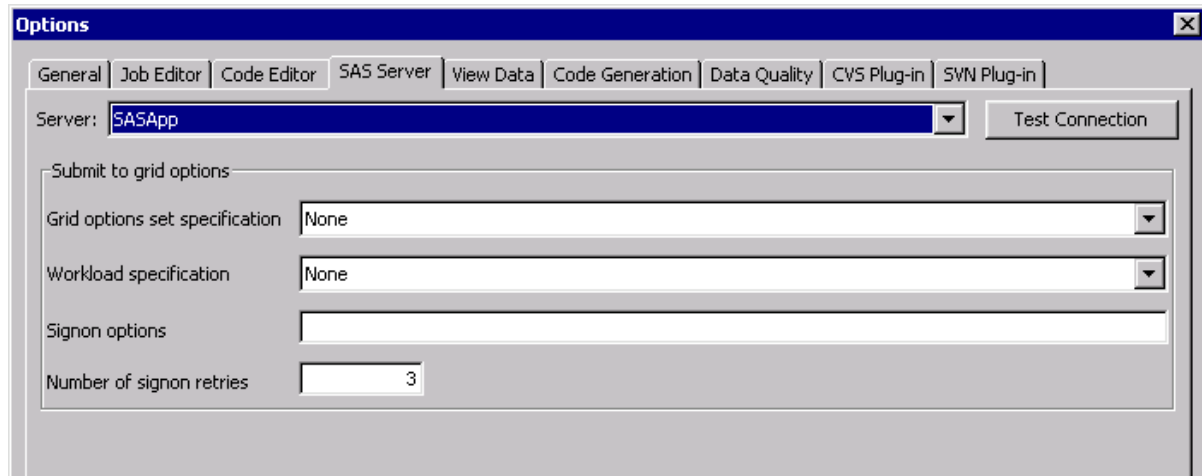 Options
General Job Editor Code Editor SAS Server View Data Code Generation Data Quality CVS Plug-in SVN Plug-in
Server: SASApp Test Connection
Submit to grid options
Grid options set specification None
Workload specification None
Signon options
Number of signon retries 3